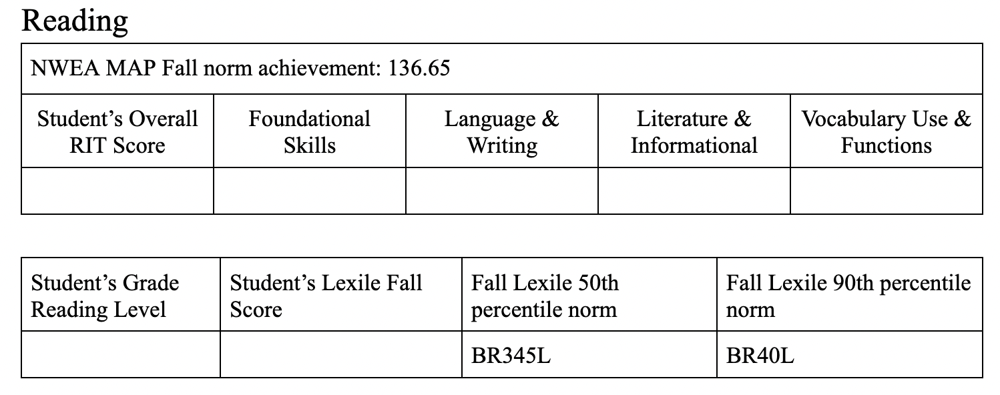 Reading
NWEA MAP Fall norm achievement: 136.65
Student’s Overall
RIT Score
Foundational
Skills
Language &
Writing
Literature &
Informational
Vocabulary Use &
Functions
Student’s Grade
Reading Level
Student’s Lexile Fall
Score
Fall Lexile 50th
percentile norm
Fall Lexile 90th percentile
norm
BR345L
BR40L